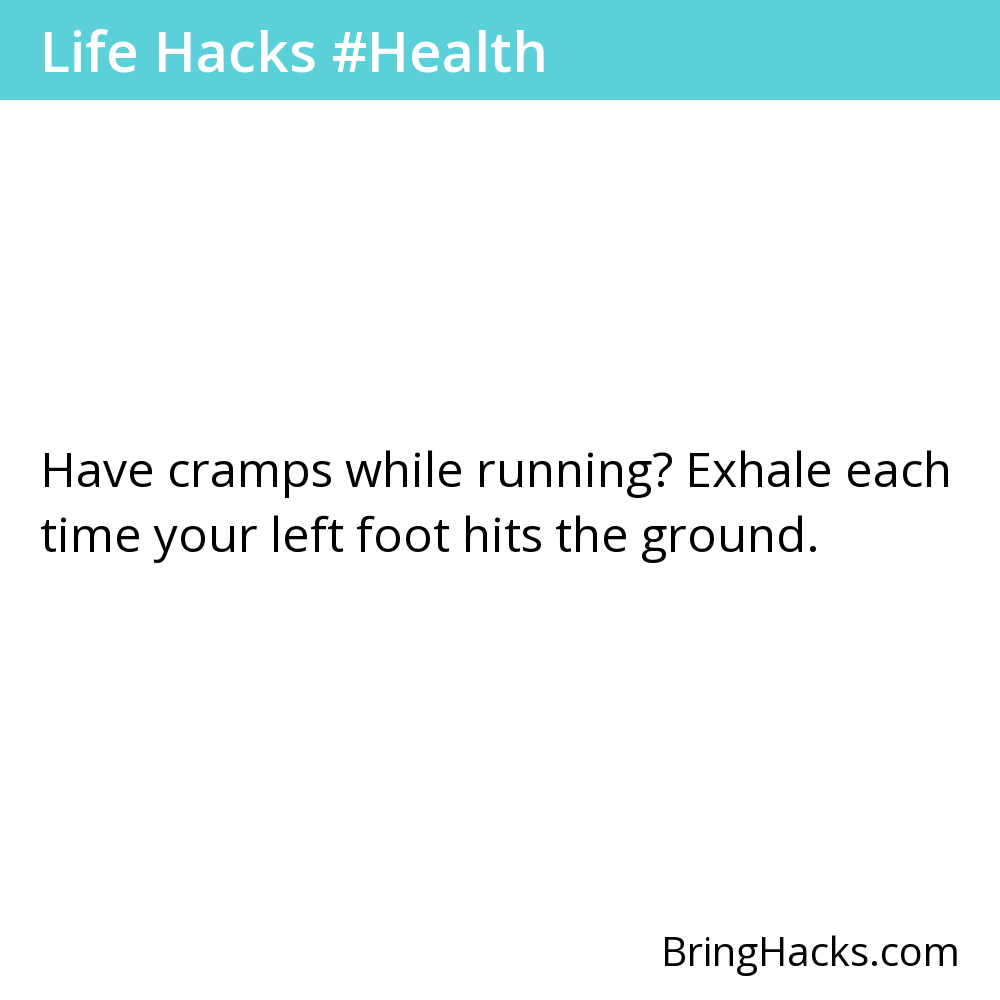 Life Hacks #Health
Have cramps while running? Exhale each
time your left foot hits the ground.
BringHacks.com